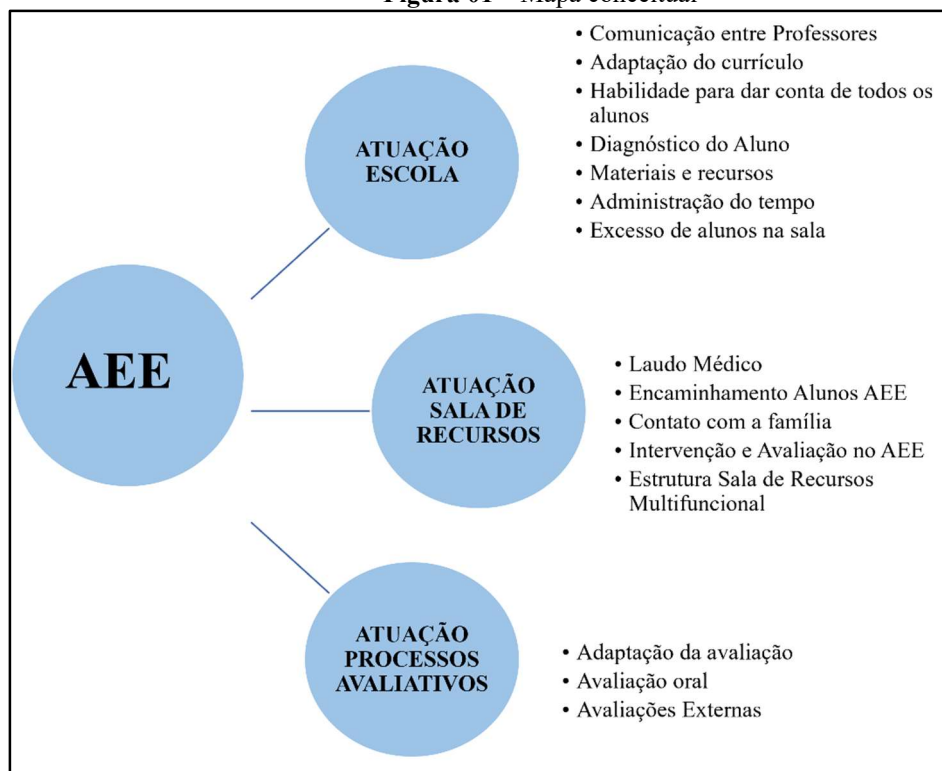 Figura 01 – Mapa conceitual
• Comunicação entre Professores
• Adaptação do currículo
• Habilidade para dar conta de todos os
alunos
• Diagnóstico do Aluno
• Materiais e recursos
• Administração do tempo
• Excesso de alunos na sala
ATUAÇÃO
ESCOLA
AEE
ATUAÇÃO
SALA DE
RECURSOS
• Laudo Médico
• Encaminhamento Alunos AEE
• Contato com a família
• Intervenção e Avaliação no AEE
• Estrutura Sala de Recursos
Multifuncional
ATUAÇÃO
PROCESSOS
AVALIATIVOS
• Adaptação da avaliação
• Avaliação oral
• Avaliações Externas